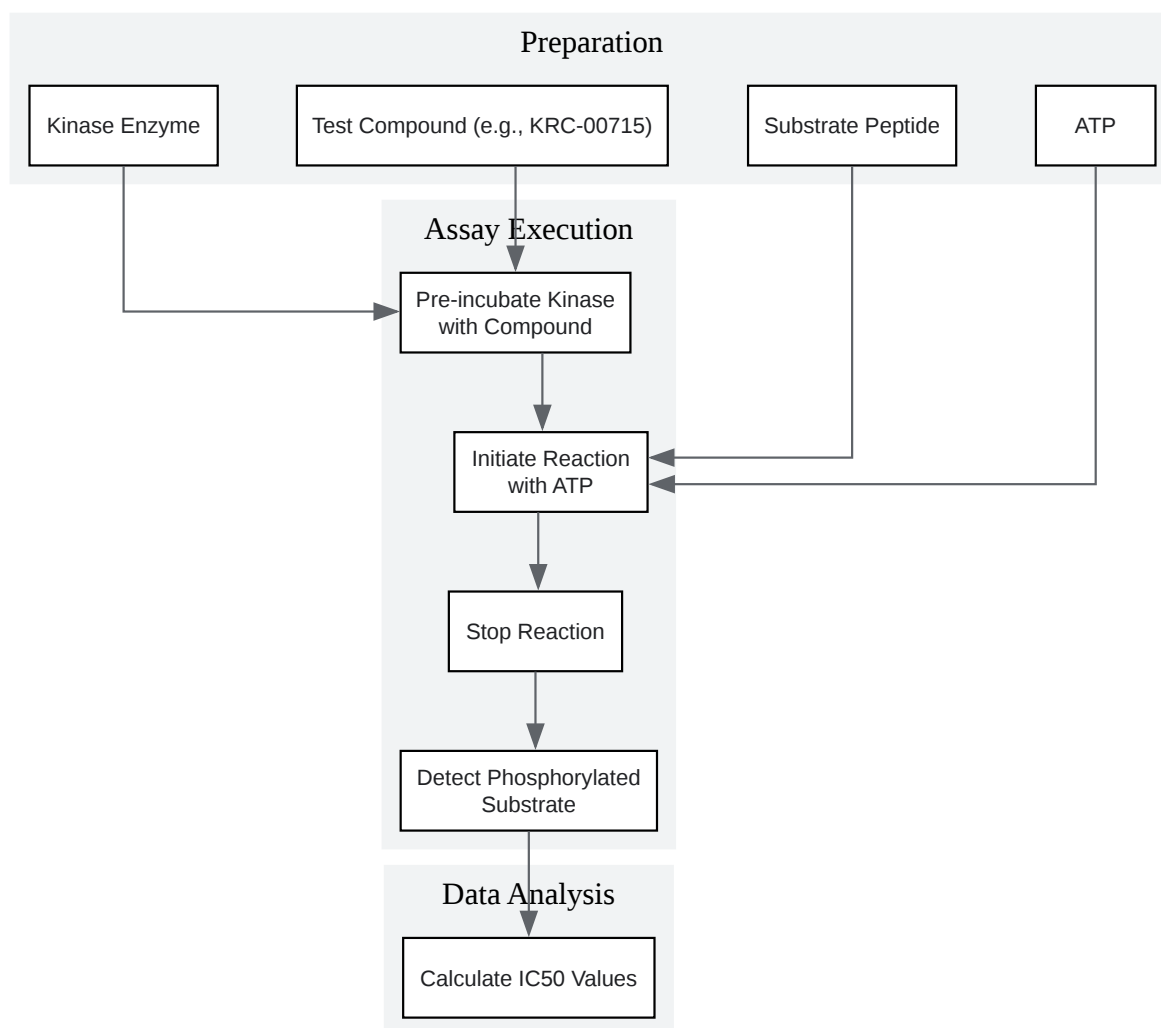 Preparation
Kinase Enzyme
Test Compound (e.g., KRC-00715)
Substrate Peptide
ATP
Assay Execution
Pre-incubate Kinase
with Compound
Initiate Reaction
with ATP
Stop Reaction
Detect Phosphorylated
Substrate
Data Analysis
Calculate IC50 Values